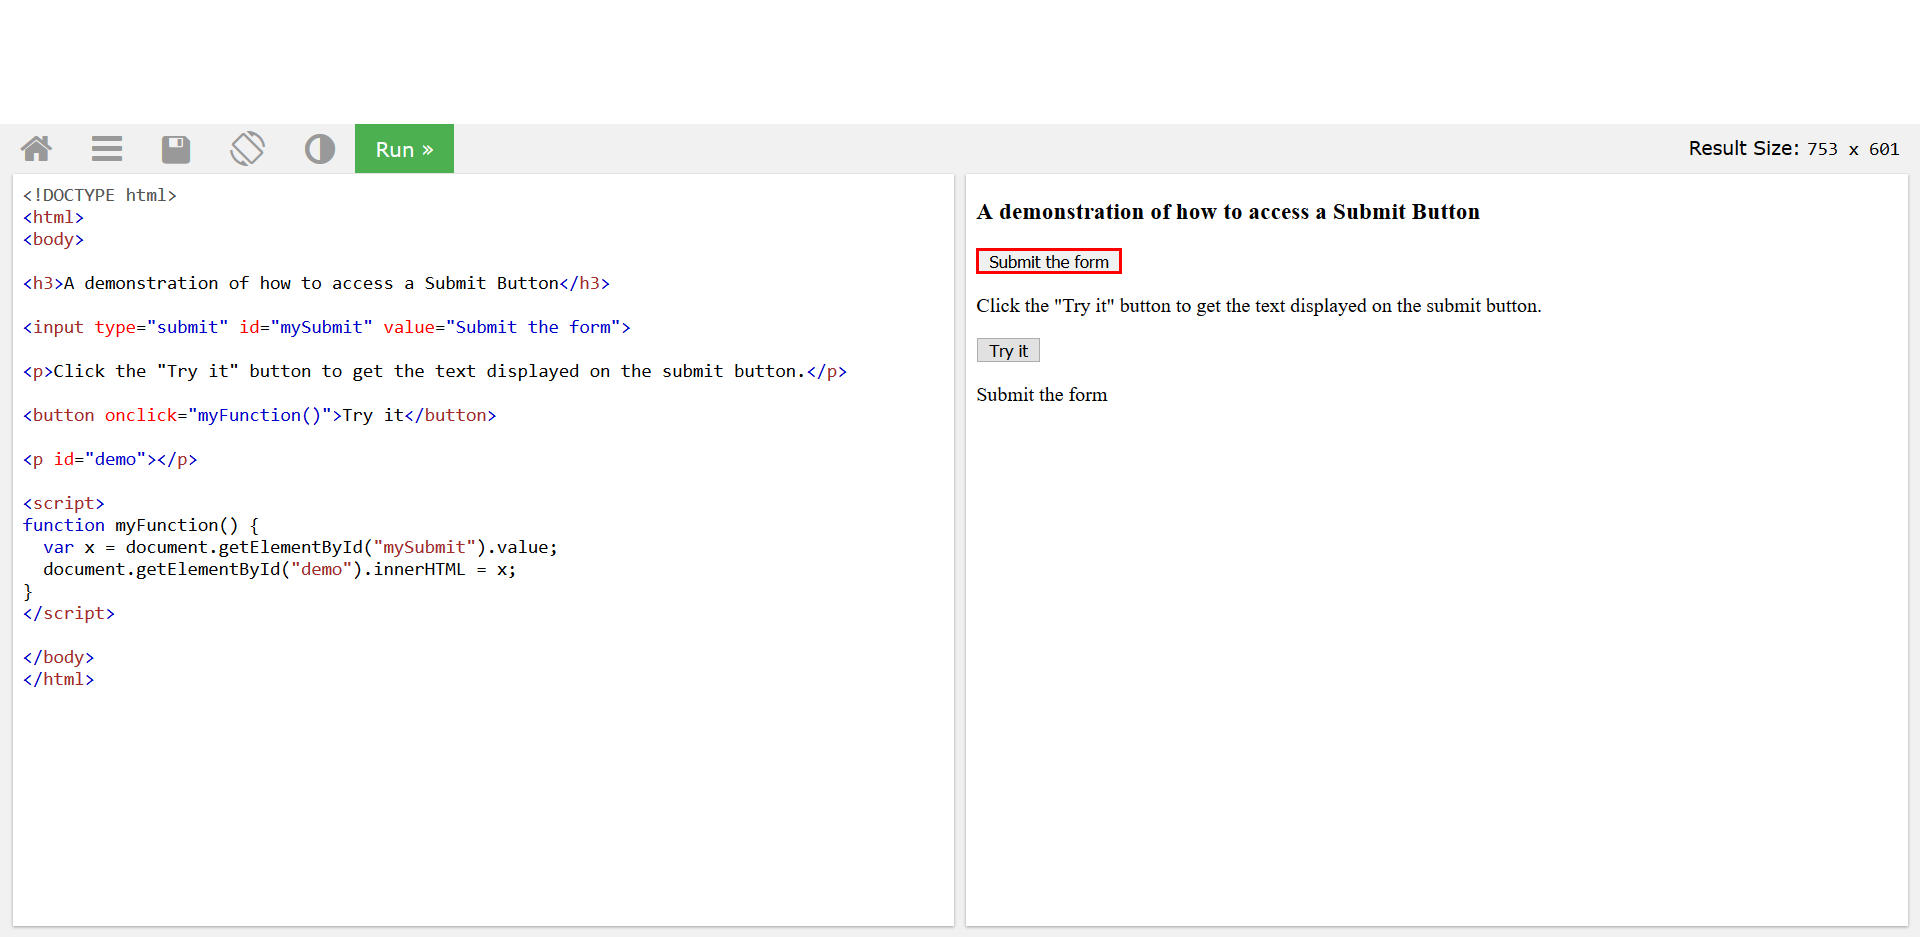 Run »
Result Size: 753 x 601
<!DOCTYPE html>
<html>
<body>
<h3>A demonstration of how to access a Submit Button</h3>
<input type="submit" id="mySubmit" value="Submit the form">
<p>Click the "Try it" button to get the text displayed on the submit button.</p>
<button onclick="myFunction()">Try it</button>
<p id="demo"></p>
<script>
function myFunction() {
  var x = document.getElementById("mySubmit").value;
  document.getElementById("demo").innerHTML = x;
}
</script>
</body>
</html>
A demonstration of how to access a Submit Button
Submit the form
Click the "Try it" button to get the text displayed on the submit button.
Try it
Submit the form